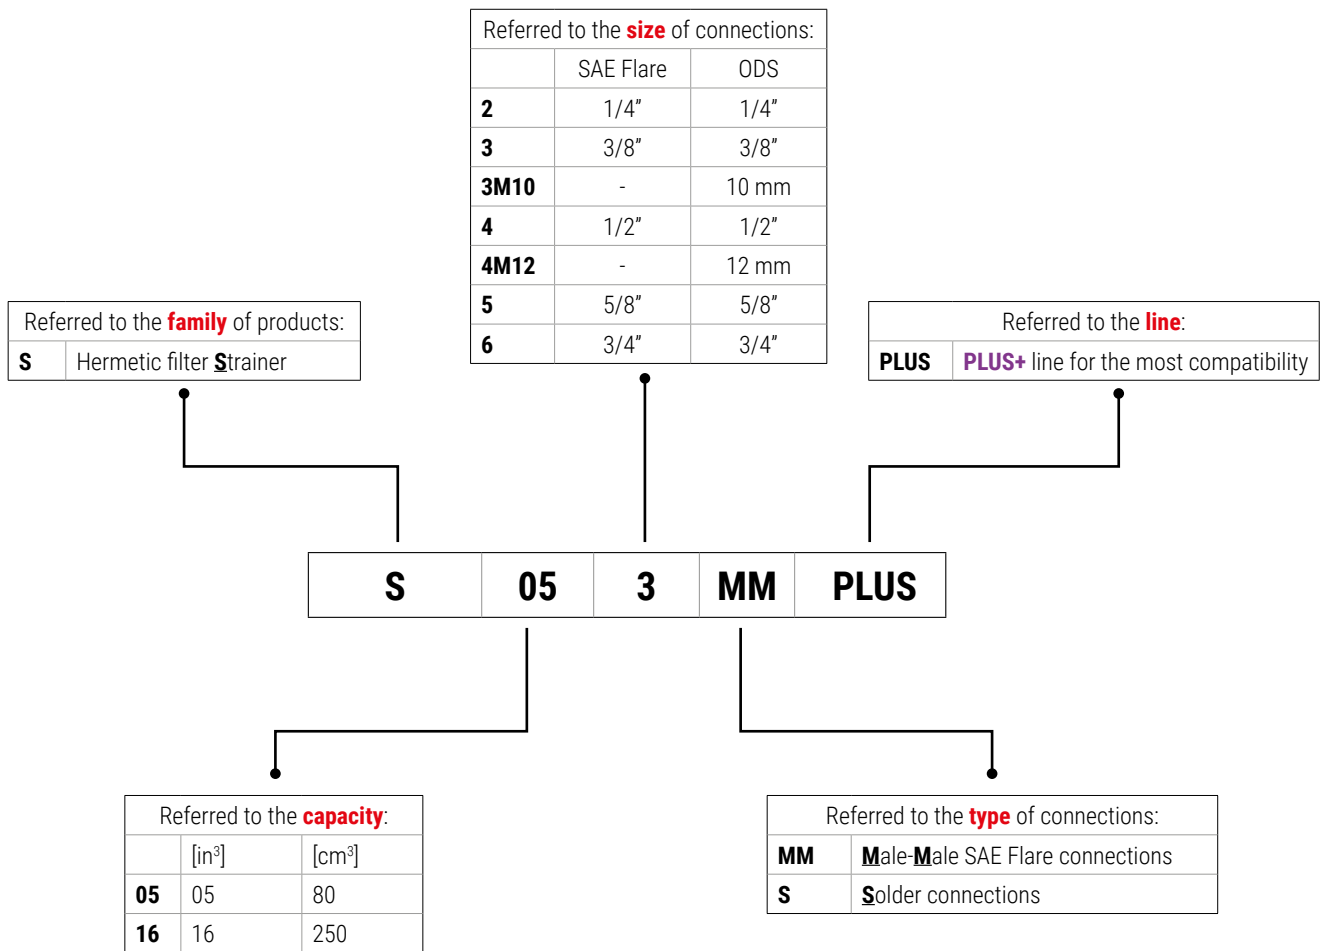 Referred to the size of connections:
SAE Flare ODS
2 1/4" 1/4"
3 3/8" 3/8"
3M10 - 10 mm
4 1/2" 1/2"
4M12 - 12 mm
5 5/8" 5/8"
6 3/4" 3/4"
Referred to the family of products:
S Hermetic filter Strainer
Referred to the line:
PLUS PLUS+ line for the most compatibility
S 05 3 MM PLUS
Referred to the capacity:
[in³] [cm³]
05 05 80
16 16 250
Referred to the type of connections:
MM Male-Male SAE Flare connections
S Solder connections